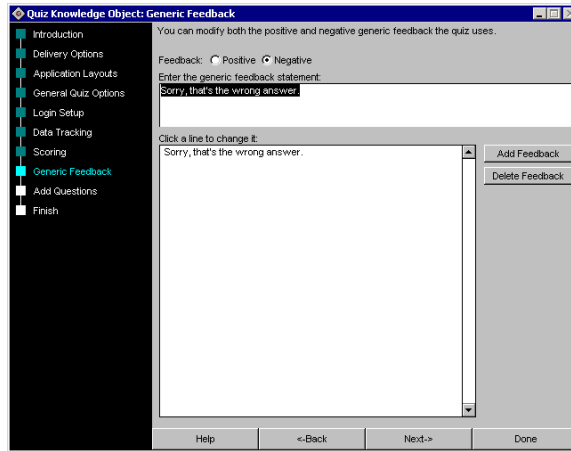 Quiz Knowledge Object: Generic Feedback
Introduction
Delivery Options
Application Layouts
General Quiz Options
Login Setup
Data Tracking
Scoring
Generic Feedback
Add Questions
Finish
You can modify both the positive and negative generic feedback the quiz uses.
Feedback: Positive Negative
Enter the generic feedback statement:
Sorry, that's the wrong answer.
Click a line to change it:
Sorry, that's the wrong answer.
Add Feedback
Delete Feedback
Help <-Back Next-> Done